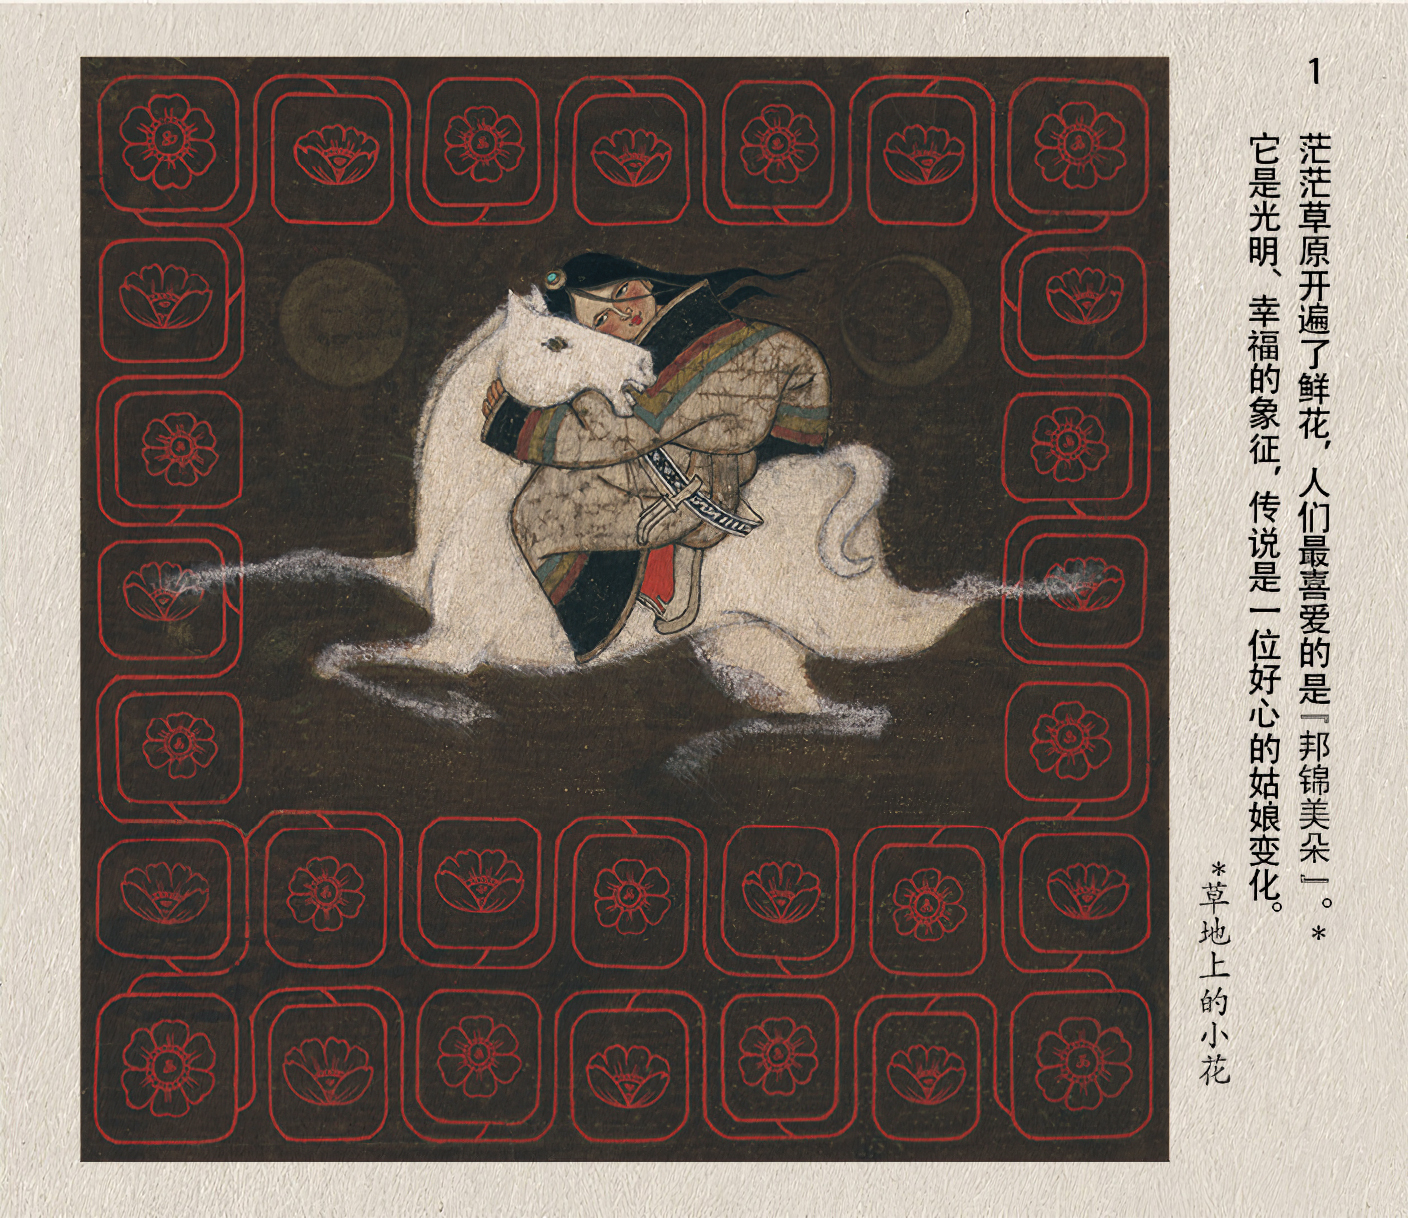 1
茫茫草原开遍了鲜花，人们最喜爱的是『邦锦美朵』。*
它是光明、幸福的象征，传说是一位好心的姑娘变化。
*草地上的小花